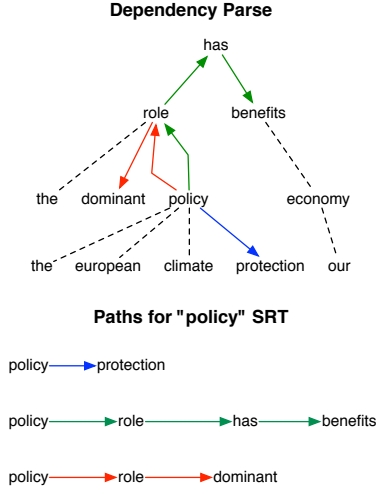 Dependency Parse
has
role benefits
the dominant policy economy
the european climate protection our
Paths for "policy" SRT
policy protection
policy role has benefits
policy role dominant